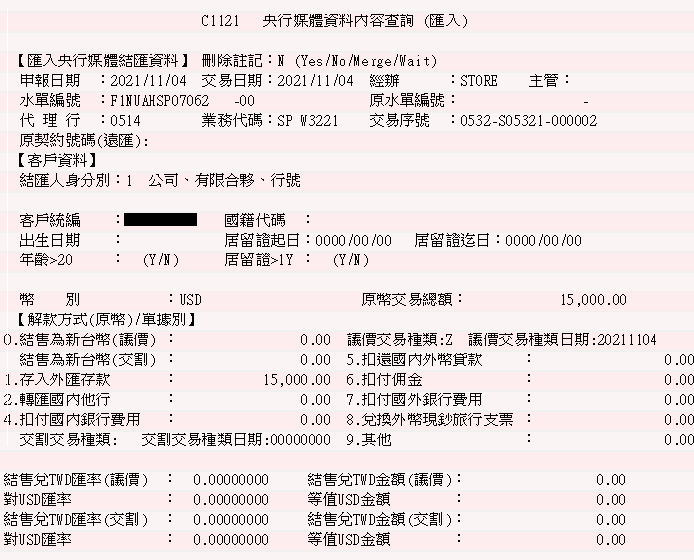 C1121 央行媒體資料內容查詢 (匯入)
【匯入央行媒體結匯資料】 刪除註記：N (Yes/No/Merge/Wait)
申報日期 ：2021/11/04 交易日期：2021/11/04 經辦 ：STORE 主管：
水單編號 ：F1NUAHSP07062 -00 原水單編號： -
代 理 行 ：0514 業務代碼：SP W3221 交易序號 ：0532-S05321-000002
原契約號碼(遠匯)：
【客戶資料】
結匯人身分別：1 公司、有限合夥、行號
客戶統編 ： 國籍代碼 ：
出生日期 ： 居留證起日：0000/00/00 居留證迄日：0000/00/00
年齡>20 ： (Y/N) 居留證>1Y ： (Y/N)
幣 別 ：USD 原幣交易總額： 15,000.00
【解款方式(原幣)/單據別】
0.結售為新台幣(議價) ： 0.00 議價交易種類:Z 議價交易種類日期:20211104
結售為新台幣(交割) ： 0.00 5.扣還國內外幣貸款 ： 0.00
1.存入外匯存款 ： 15,000.00 6.扣付佣金 ： 0.00
2.轉匯國內他行 ： 0.00 7.扣付國外銀行費用 ： 0.00
4.扣付國內銀行費用 ： 0.00 8.兌換外幣現鈔旅行支票 ： 0.00
交割交易種類: 交割交易種類日期:00000000 9.其他 ： 0.00
結售兌TWD匯率(議價) ： 0.00000000 結售兌TWD金額(議價)： 0.00
對USD匯率 ： 0.00000000 等值USD金額 ： 0.00
結售兌TWD匯率(交割) ： 0.00000000 結售兌TWD金額(交割)： 0.00
對USD匯率 ： 0.00000000 等值USD金額 ： 0.00